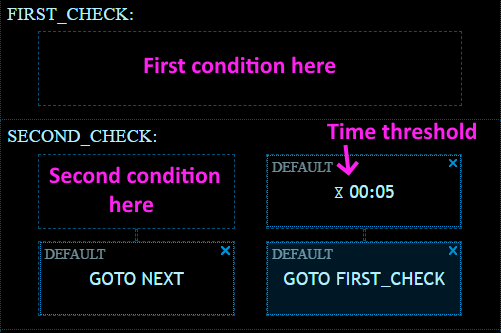 FIRST_CHECK:
First condition here
SECOND_CHECK:
Time threshold
Second condition
here
DEFAULT
⧖ 00:05
DEFAULT
GOTO NEXT
DEFAULT
GOTO FIRST_CHECK